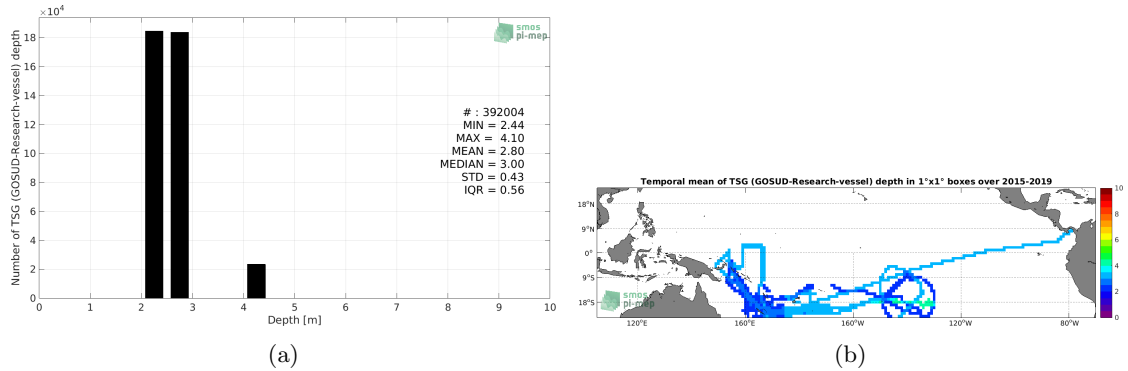 ×10⁴
18
16
14
12
10
8
6
4
2
0
Number of TSG (GOSUD-Research-vessel) depth
smos
pi-mep
# : 392004
MIN = 2.44
MAX = 4.10
MEAN = 2.80
MEDIAN = 3.00
STD = 0.43
IQR = 0.56
0 1 2 3 4 5 6 7 8 9 10
Depth [m]
(a)
Temporal mean of TSG (GOSUD-Research-vessel) depth in 1°x1° boxes over 2015-2019
18°N
9°N
0°
9°S
18°S
smos
pi-mep
120°E 160°E 160°W 120°W 80°W
10
8
6
4
2
0
(b)